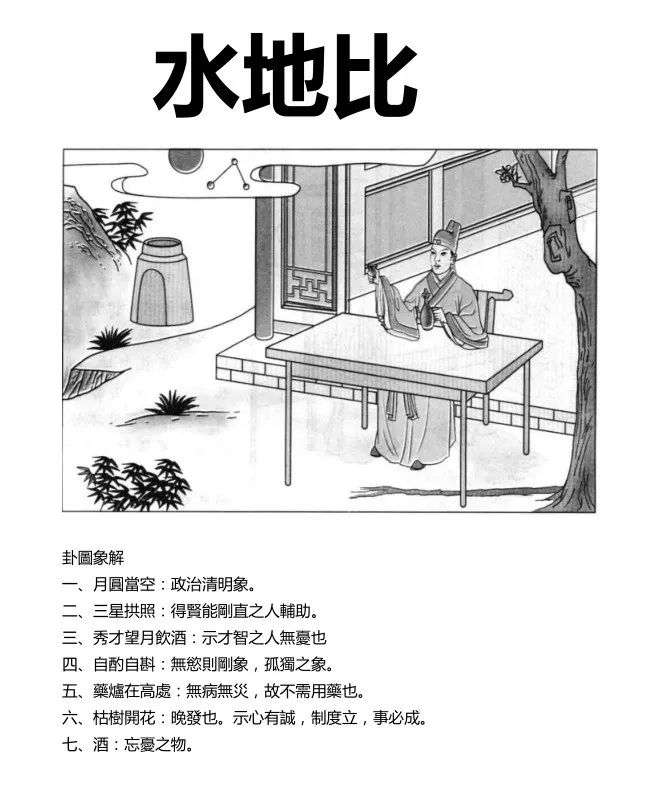 水地比
卦圖象解
一、月圓當空：政治清明象。
二、三星拱照：得賢能剛直之人輔助。
三、秀才望月飲酒：示才智之人無憂也
四、自酌自斟：無慾則剛象，孤獨之象。
五、藥爐在高處：無病無災，故不需用藥也。
六、枯樹開花：晚發也。示心有誠，制度立，事必成。
七、酒：忘憂之物。